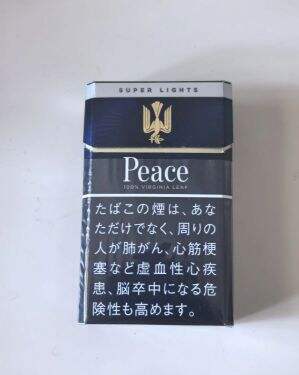 SUPER LIGHTS
Peace
100% VIRGINIA LEAF
たばこの煙は、あな
ただけでなく、周りの
人が肺がん、心筋梗
塞など虚血性心疾
患、脳卒中になる危
険性も高めます。